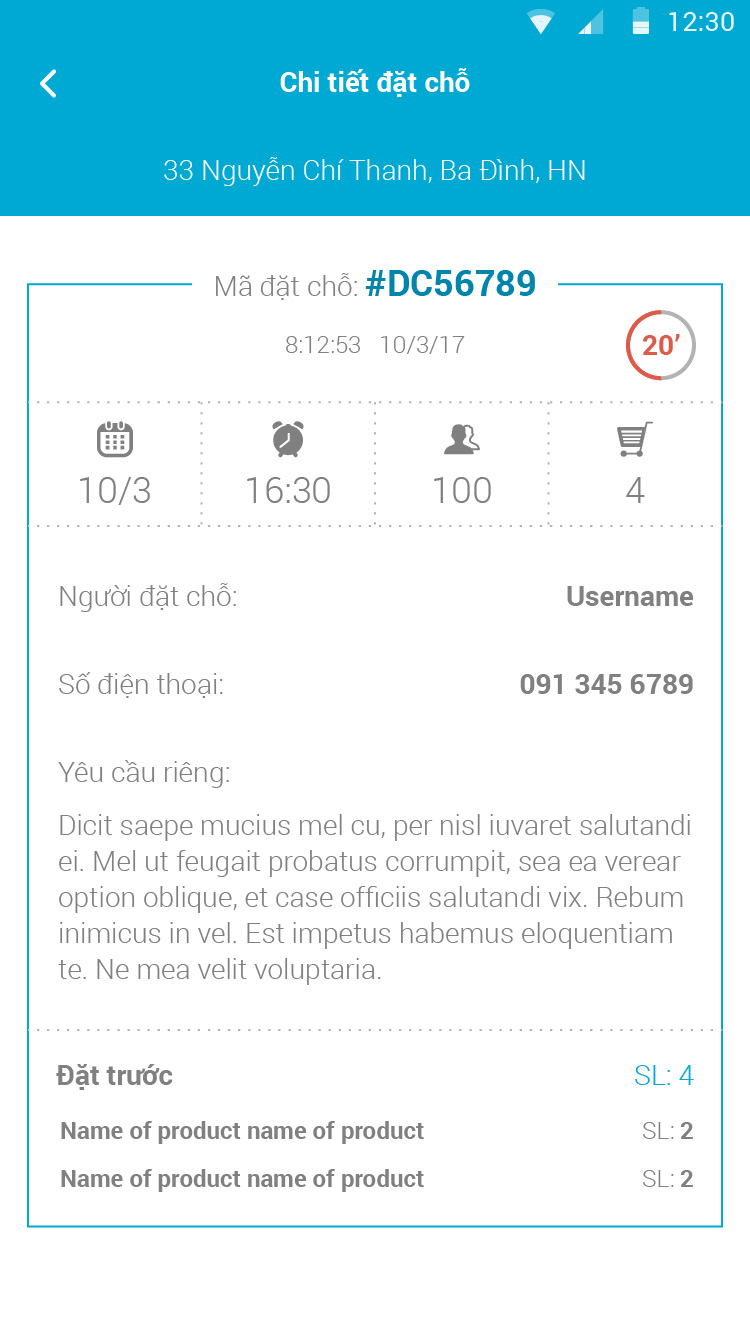 12:30
Chi tiết đặt chỗ
33 Nguyễn Chí Thanh, Ba Đình, HN
Mã đặt chỗ: #DC56789
8:12:53 10/3/17
20’
10/3 16:30 100 4
Người đặt chỗ: Username
Số điện thoại: 091 345 6789
Yêu cầu riêng:
Dicit saepe mucius mel cu, per nisl iuvaret salutandi
ei. Mel ut feugait probatus corrumpit, sea ea verear
option oblique, et case officiis salutandi vix. Rebum
inimicus in vel. Est impetus habemus eloquentiam
te. Ne mea velit voluptaria.
Đặt trước SL: 4
Name of product name of product SL: 2
Name of product name of product SL: 2